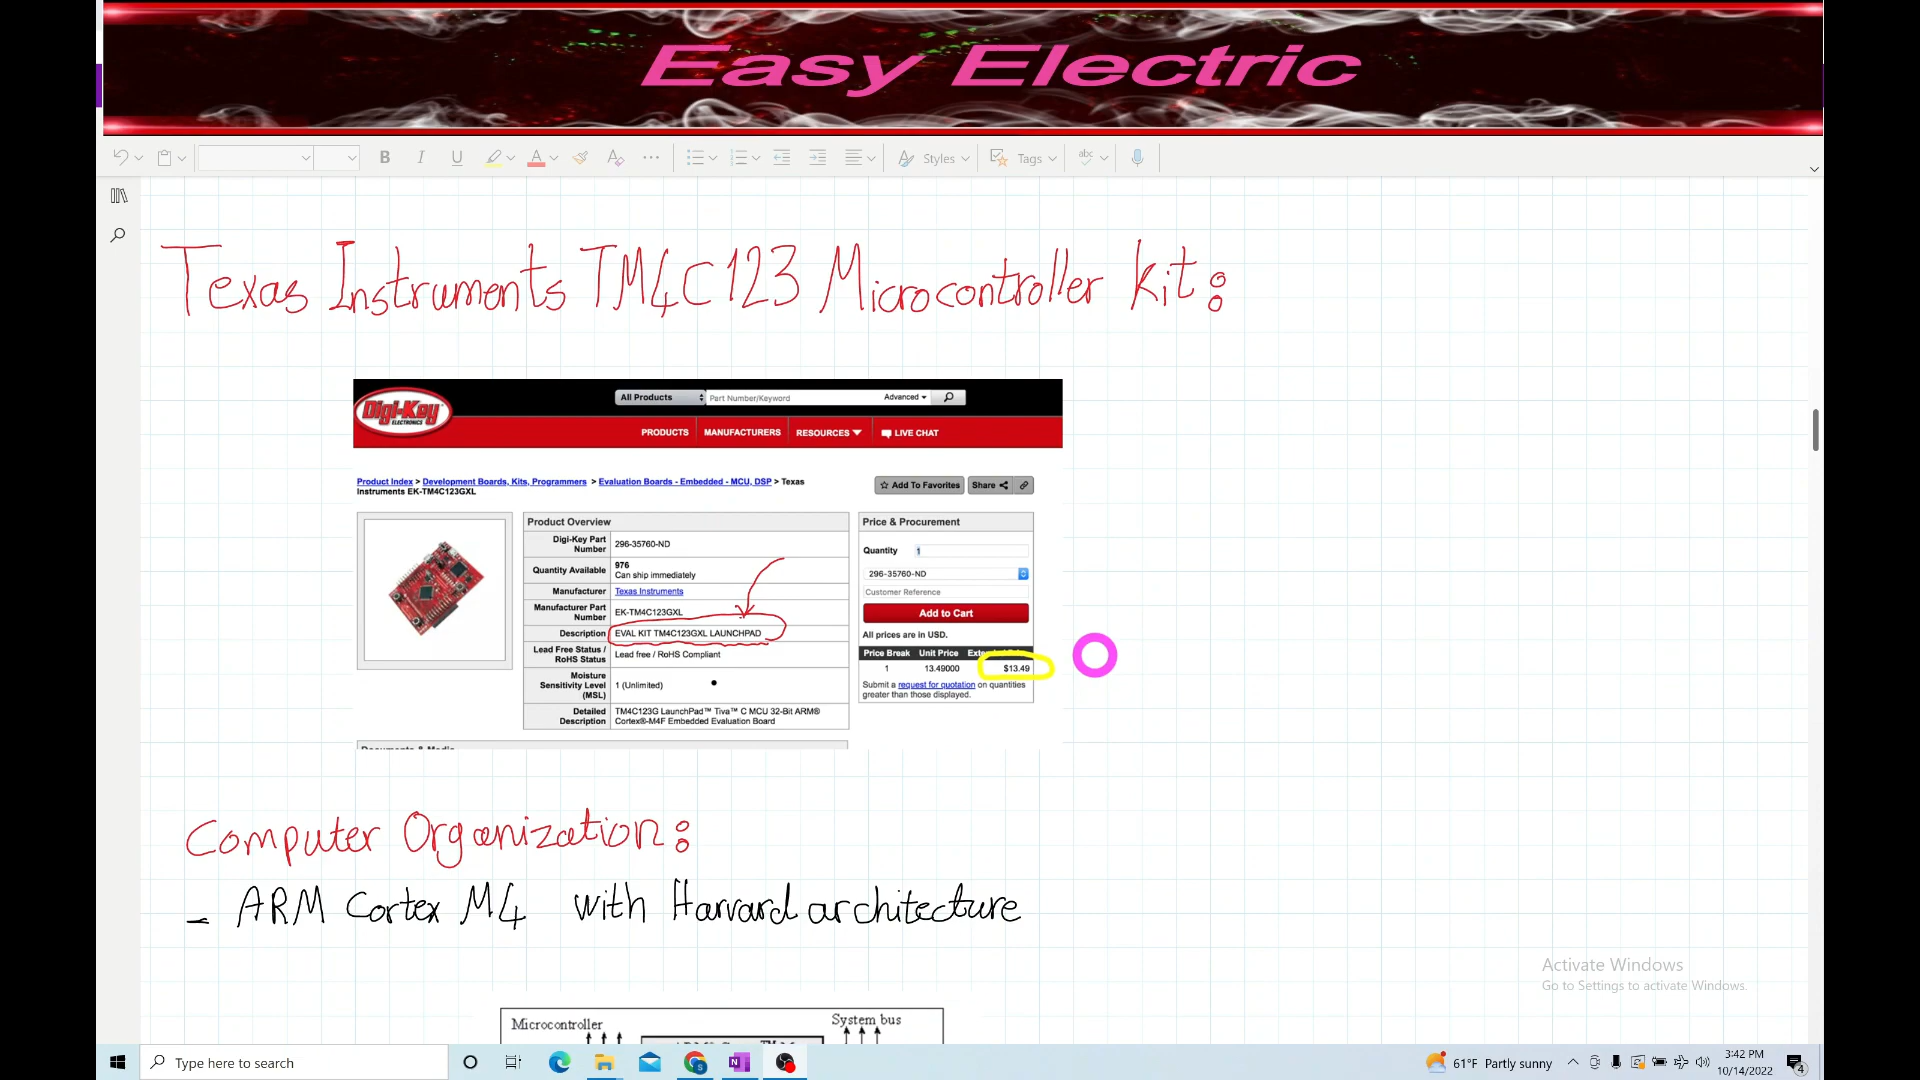 Easy Electric
B I U A Styles Tags abc
Texas Instruments TM4C123 Microcontroller Kit:
Digi-Key ELECTRONICS
All Products Part Number/Keyword Advanced
PRODUCTS MANUFACTURERS RESOURCES LIVE CHAT
Product Index > Development Boards, Kits, Programmers > Evaluation Boards - Embedded - MCU, DSP > Texas
Instruments EK-TM4C123GXL
Add To Favorites Share
Product Overview
Digi-Key Part Number 296-35760-ND
Quantity Available 976
Can ship immediately
Manufacturer Texas Instruments
Manufacturer Part Number EK-TM4C123GXL
Description EVAL KIT TM4C123GXL LAUNCHPAD
Lead Free Status / RoHS Status Lead free / RoHS Compliant
Moisture Sensitivity Level (MSL) 1 (Unlimited)
Detailed Description TM4C123G LaunchPad™ Tiva™ C MCU 32-Bit ARM®
Cortex®-M4F Embedded Evaluation Board
Price & Procurement
Quantity 1
296-35760-ND
Customer Reference
Add to Cart
All prices are in USD.
Price Break Unit Price
1 13.49000 $13.49
Submit a request for quotation on quantities
greater than those displayed.
Documents & Media
Computer Organization:
- ARM Cortex M4 with Harvard architecture
Microcontroller System bus
Activate Windows
Go to Settings to activate Windows.
Type here to search
61°F Partly sunny
3:42 PM
10/14/2022
4